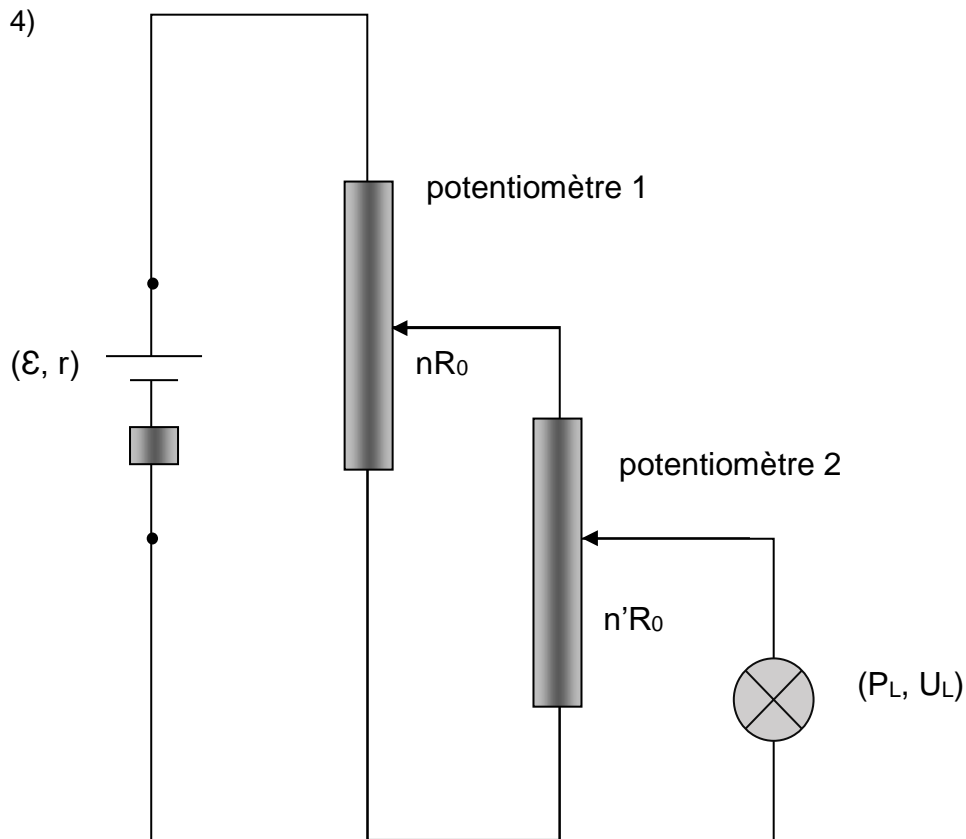 4)
potentiomètre 1
(Ɛ, r)
nR₀
potentiomètre 2
n’R₀
(P_L, U_L)